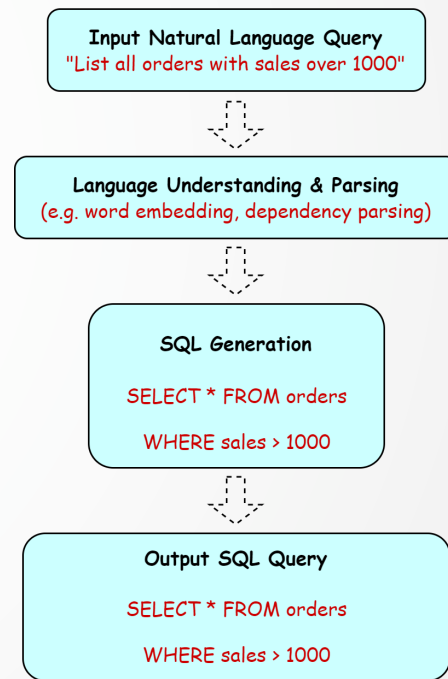 Input Natural Language Query
"List all orders with sales over 1000"
Language Understanding & Parsing
(e.g. word embedding, dependency parsing)
SQL Generation
SELECT * FROM orders
WHERE sales > 1000
Output SQL Query
SELECT * FROM orders
WHERE sales > 1000